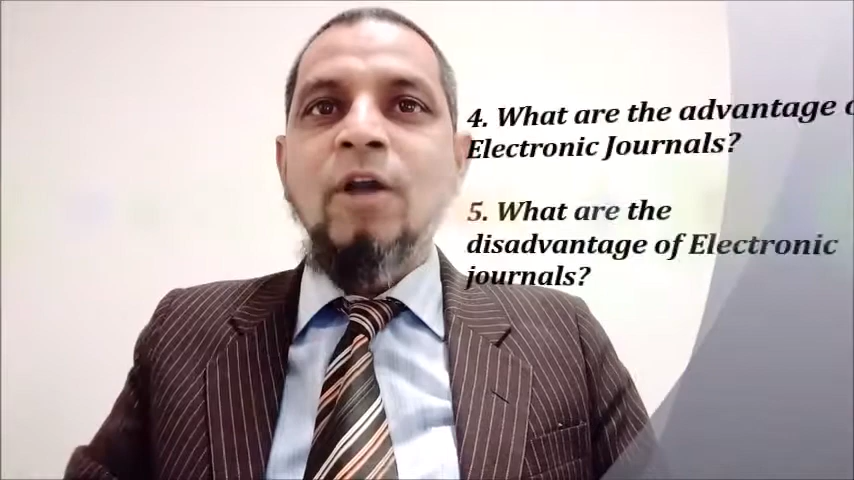 4. What are the advantage o
Electronic Journals?
5. What are the
disadvantage of Electronic
journals?